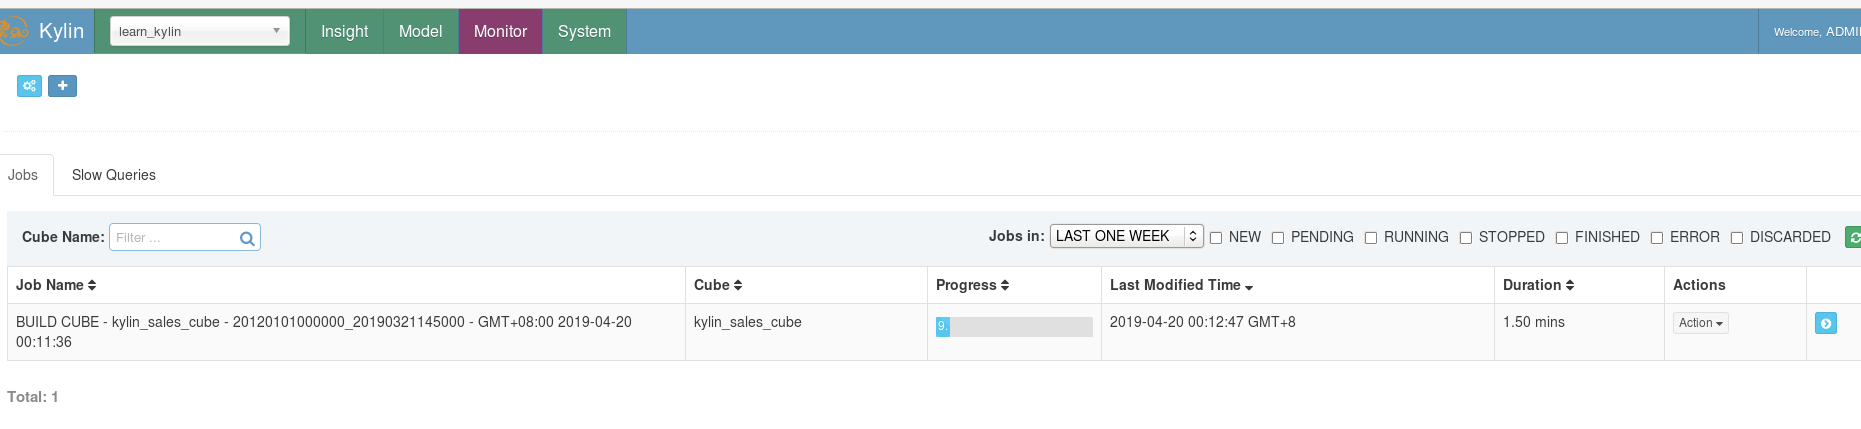 Kylin learn_kylin Insight Model Monitor System Welcome, ADMI
Jobs Slow Queries
Cube Name: Filter ... Jobs in: LAST ONE WEEK NEW PENDING RUNNING STOPPED FINISHED ERROR DISCARDED
Job Name Cube Progress Last Modified Time Duration Actions
BUILD CUBE - kylin_sales_cube - 20120101000000_20190321145000 - GMT+08:00 2019-04-20 kylin_sales_cube 9. 2019-04-20 00:12:47 GMT+8 1.50 mins Action
00:11:36
Total: 1